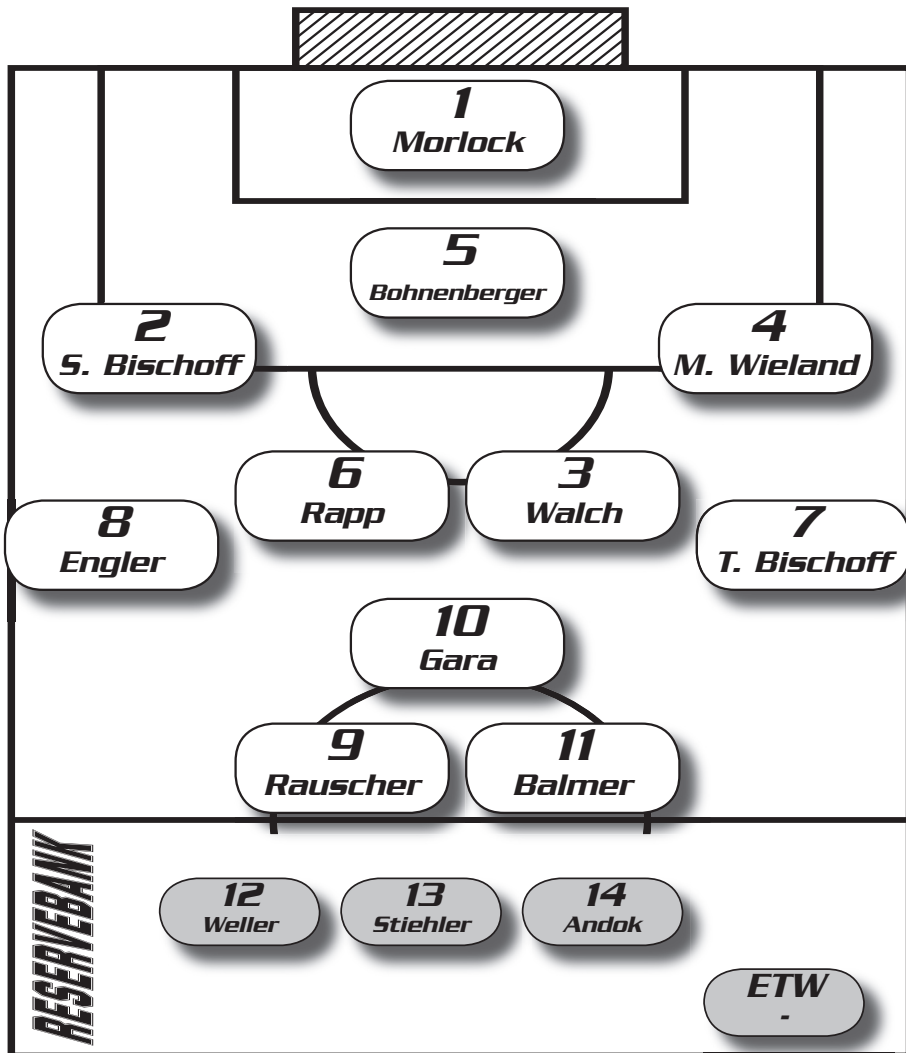 1
Morlock
5
Bohnenberger
2
S. Bischoff
4
M. Wieland
6
Rapp
3
Walch
8
Engler
7
T. Bischoff
10
Gara
9
Rauscher
11
Balmer
RESERVEBANK
12
Weller
13
Stiehler
14
Andok
ETW
-